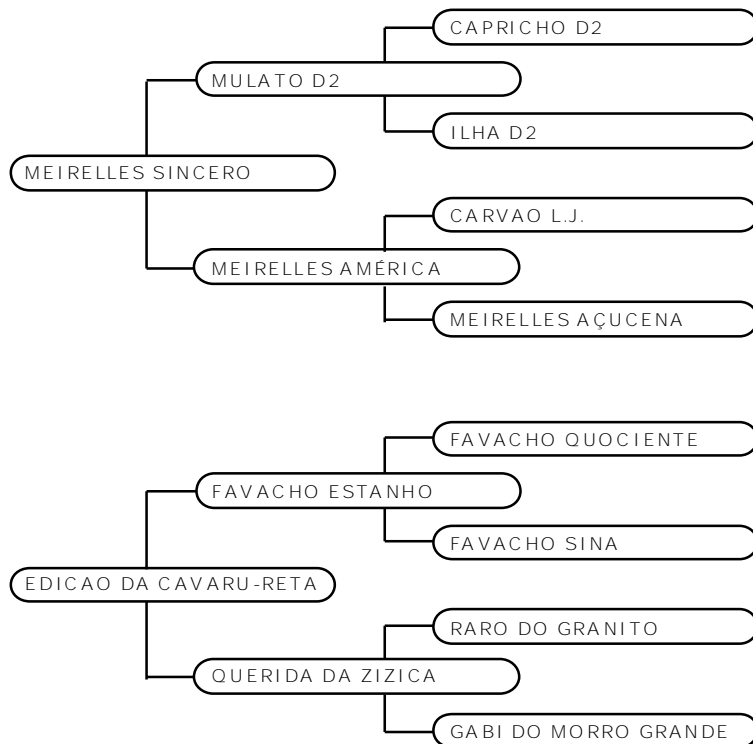 CAPRICHO D2
MULATO D2
ILHA D2
MEIRELLES SINCERO
CARVAO L.J.
MEIRELLES AMÉRICA
MEIRELLES AÇUCENA
FAVACHO QUOCIENTE
FAVACHO ESTANHO
FAVACHO SINA
EDICAO DA CAVARU-RETA
RARO DO GRANITO
QUERIDA DA ZIZICA
GABI DO MORRO GRANDE